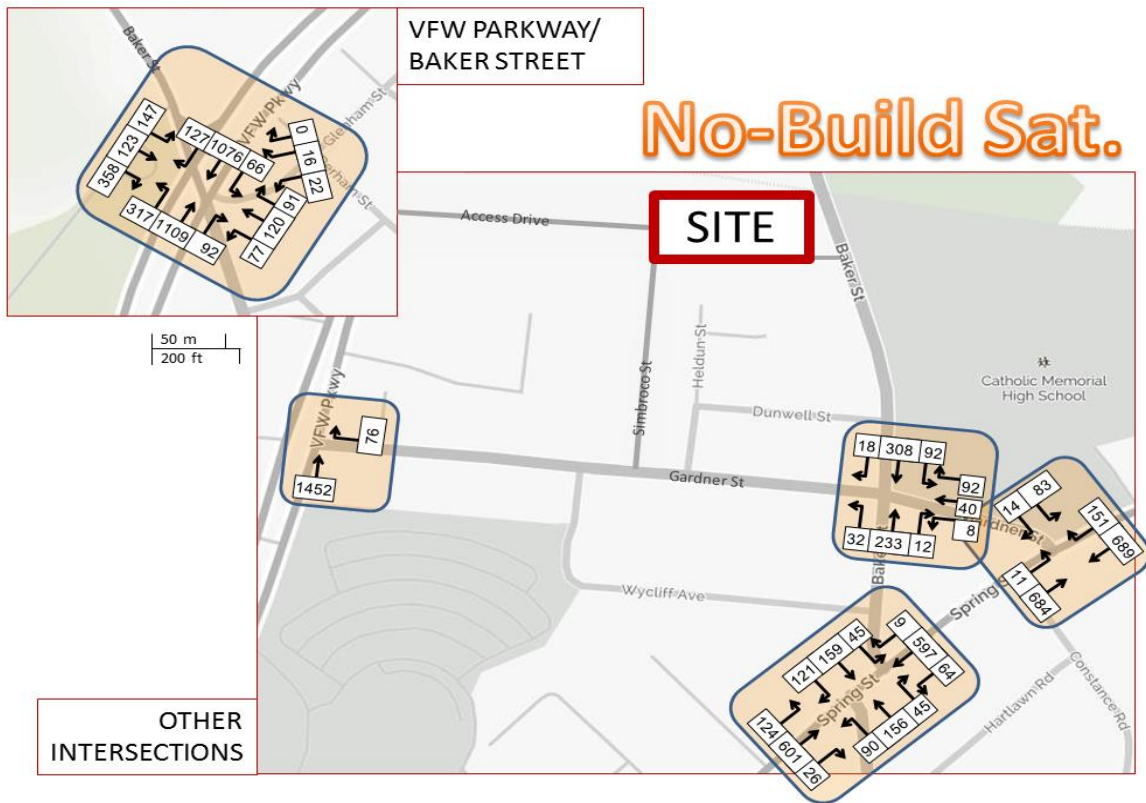 VFW PARKWAY/
BAKER STREET
No-Build Sat.
Baker St
VFW Pkwy
Glenham St
147
123
358
127 1076 66
0
16
22
91
120
77
317 1109 92
Access Drive
SITE
Baker St
50 m
200 ft
Heldun St
Simbroco St
Catholic Memorial
High School
Dunwell St
VFW Pkwy
76
1452
Gardner St
18 308 92
92
40
8
32 233 12
Gardner St
14 83
151
689
11
684
Wycliff Ave
Spring
Constance Rd
Hartlawn Rd
121 159 45
9
597
64
Spring St
124
601
26
90 156 45
OTHER
INTERSECTIONS